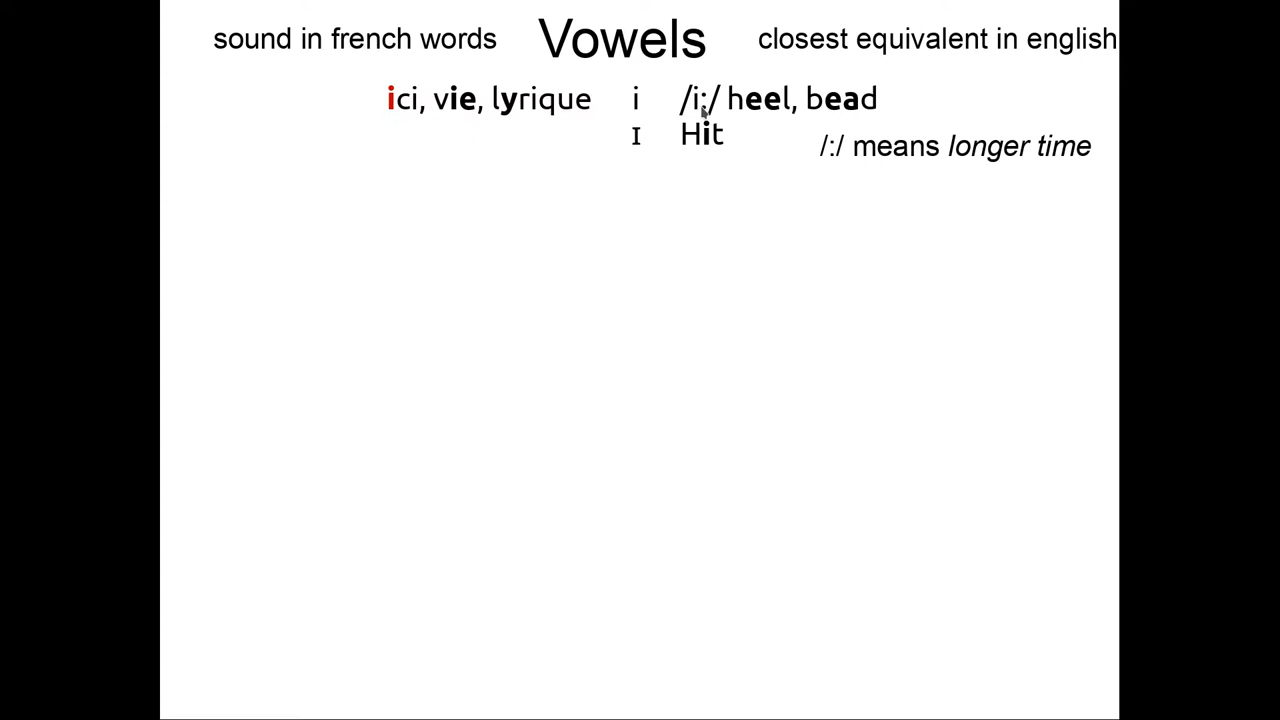 sound in french words Vowels closest equivalent in english
ici, vie, lyrique i /i:/ heel, bead
ɪ Hit
/:/ means longer time